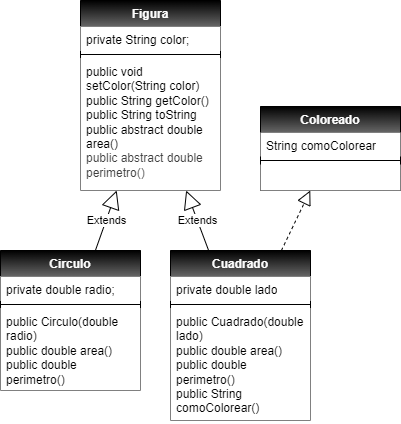 Figura
private String color;
public void
setColor(String color)
public String getColor()
public String toString
public abstract double
area()
public abstract double
perimetro()
Coloreado
String comoColorear
Extends
Extends
Circulo
private double radio;
public Circulo(double
radio)
public double area()
public double
perimetro()
Cuadrado
private double lado
public Cuadrado(double
lado)
public double area()
public double
perimetro()
public String
comoColorear()